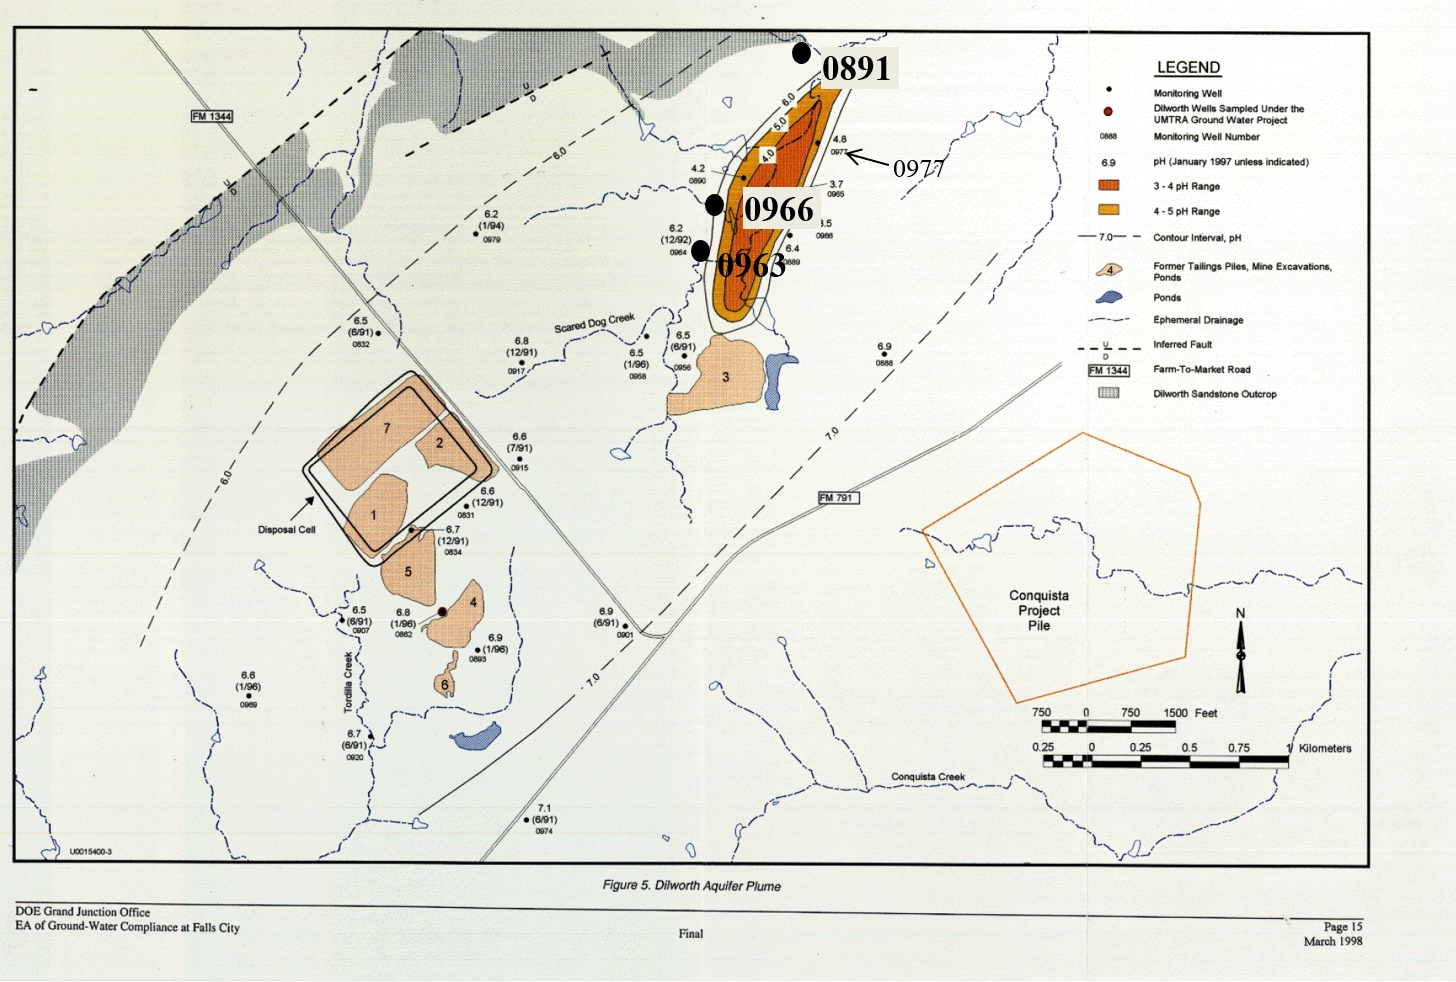 0891
FM 1344
U
D
6.0
5.0
4.0
6.0
4.8
0977
0977
4.2
0890
3.7
0965
0966
6.2
(1/94)
0979
6.2
(12/92)
0964
.5
0966
6.4
0889
0963
U
D
6.5
(6/91)
0832
Scared Dog Creek
6.8
(12/91)
0917
6.5
(1/96)
0958
6.5
(6/91)
0956
3
6.9
0888
7
2
6.6
(7/91)
0915
7.0
6.0
6.6
(12/91)
0831
FM 791
1
Disposal Cell
6.7
(12/91)
0834
5
4
6.5
(6/91)
0907
6.8
(1/96)
0862
6.9
(6/91)
0901
6.9
(1/96)
0893
6
Tordilla Creek
6.6
(1/96)
0969
7.0
6.7
(6/91)
0920
7.1
(6/91)
0974
Conquista Creek
Conquista
Project
Pile
N
750 0 750 1500 Feet
0.25 0 0.25 0.5 0.75 1 Kilometers
LEGEND
Monitoring Well
Dilworth Wells Sampled Under the
UMTRA Ground Water Project
0888 Monitoring Well Number
6.9 pH (January 1997 unless indicated)
3 - 4 pH Range
4 - 5 pH Range
7.0 Contour Interval, pH
4 Former Tailings Piles, Mine Excavations,
Ponds
Ponds
Ephemeral Drainage
U
D
Inferred Fault
FM 1344 Farm-To-Market Road
Dilworth Sandstone Outcrop
U0015400-3
Figure 5. Dilworth Aquifer Plume
DOE Grand Junction Office
EA of Ground-Water Compliance at Falls City
Final
Page 15
March 1998